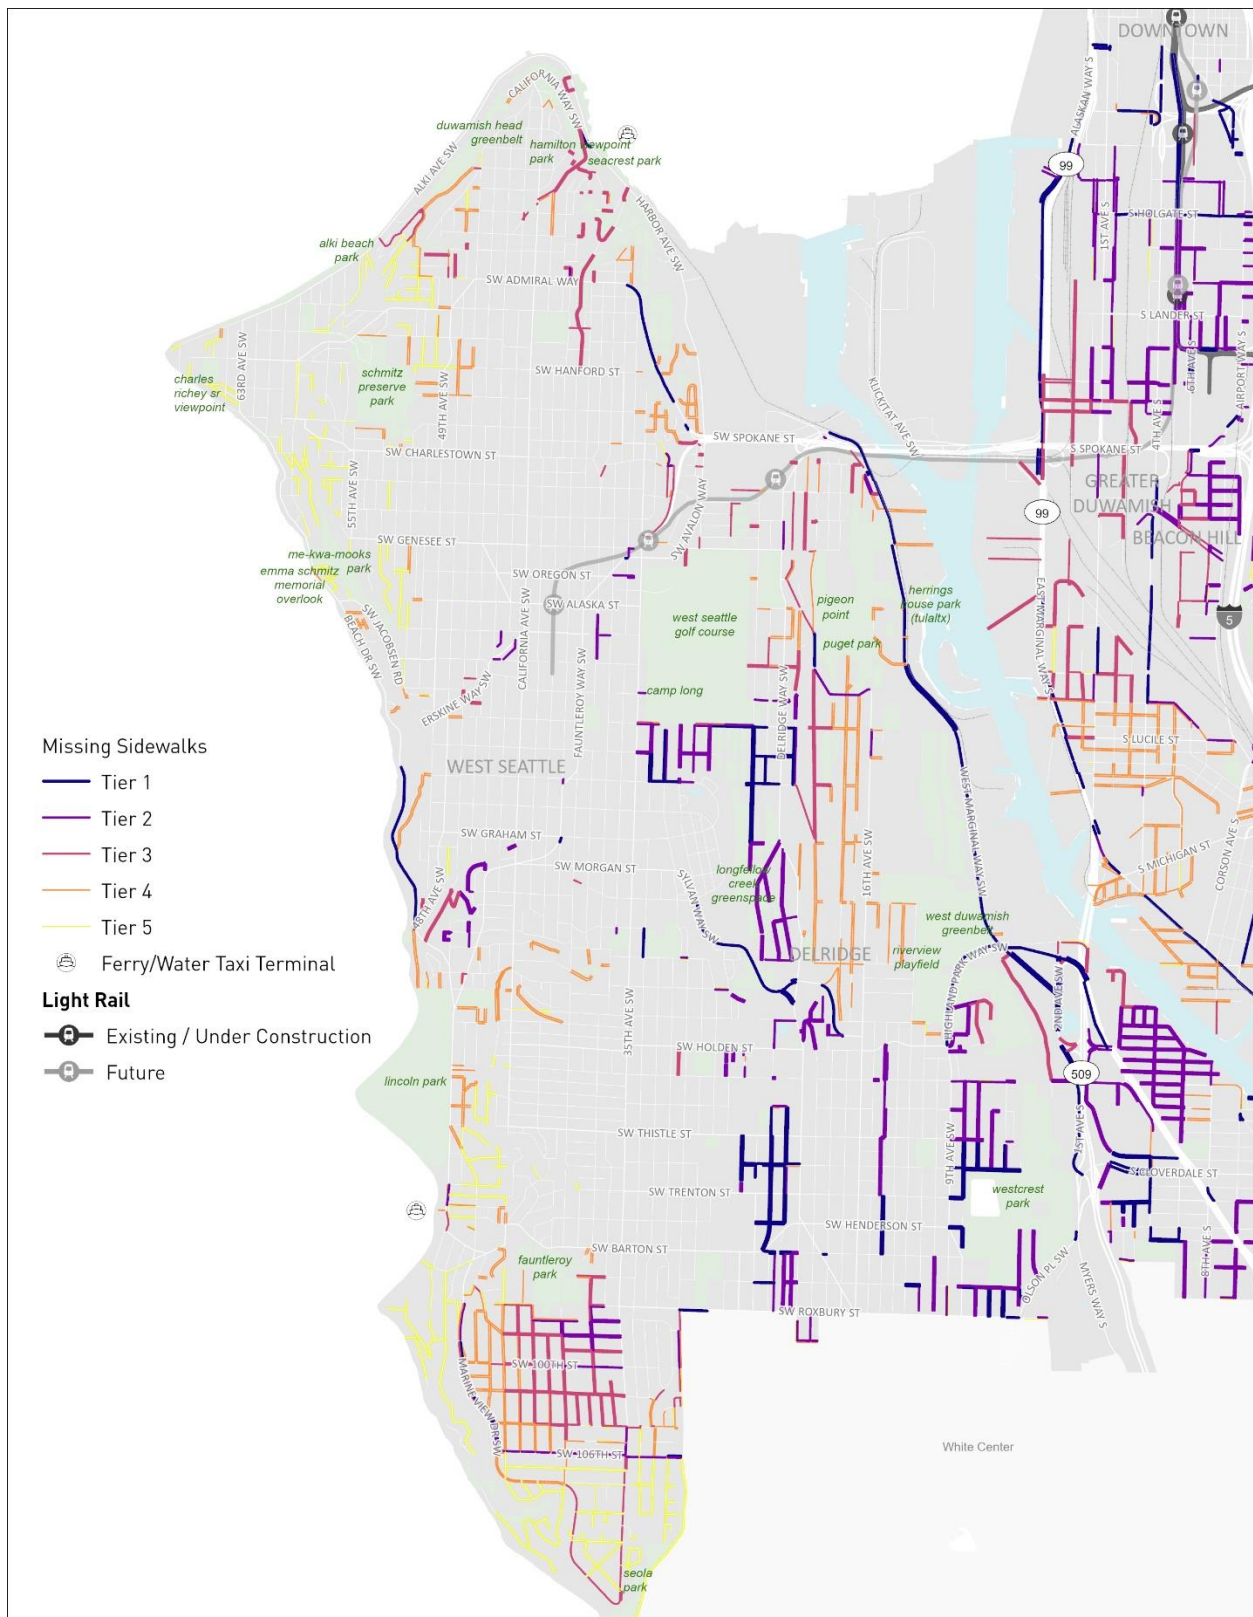 DOWNTOWN
CALIFORNIA WAY SW
ALASKAN WAY S
duwamish head
greenbelt
hamilton viewpoint
park
seacrest park
99
ALKI AVE SW
HARBOR AVE SW
1ST AVE S
S HOLGATE ST
alki beach
park
SW ADMIRAL WAY
S LANDER ST
63RD AVE SW
charles
richey sr
viewpoint
schmitz
preserve
park
49TH AVE SW
SW HANFORD ST
KLICKITAT AVE SW
6TH AVE S
AIRPORT WAY S
4TH AVE S
SW SPOKANE ST
S SPOKANE ST
SW CHARLESTOWN ST
55TH AVE SW
SW AVALON WAY
GREATER
DUWAMISH
99
BEACON HILL
SW GENESEE ST
me-kwa-mooks
park
emma schmitz
memorial
overlook
SW OREGON ST
SW ALASKA ST
west seattle
golf course
pigeon
point
herrings
house park
(tulaltx)
EAST MARGINAL WAY S
5
SW JACOBSEN RD
BEACH DR SW
CALIFORNIA AVE SW
FAUNTLEROY WAY SW
puget park
camp long
DELRIDGE WAY SW
ERSKINE WAY SW
S LUCILE ST
Missing Sidewalks
Tier 1
Tier 2
Tier 3
Tier 4
Tier 5
Ferry/Water Taxi Terminal
Light Rail
Existing / Under Construction
Future
WEST SEATTLE
WEST MARGINAL WAY SW
SW GRAHAM ST
SW MORGAN ST
16TH AVE SW
S MICHIGAN ST
CORSON AVE S
48TH AVE SW
SYLVAN WAY SW
longfellow
creek
greenspace
west duwamish
greenbelt
DELRIDGE
riverview
playfield
HIGHLAND PARK WAY SW
2ND AVE SW
35TH AVE SW
SW HOLDEN ST
lincoln park
509
SW THISTLE ST
9TH AVE SW
1ST AVE S
S CLOVERDALE ST
SW TRENTON ST
westcrest
park
SW HENDERSON ST
8TH AVE S
SW BARTON ST
fauntleroy
park
OLSON PL SW
MYERS WAY S
SW ROXBURY ST
SW 100TH ST
MARINE VIEW DR SW
SW 106TH ST
White Center
seola
park